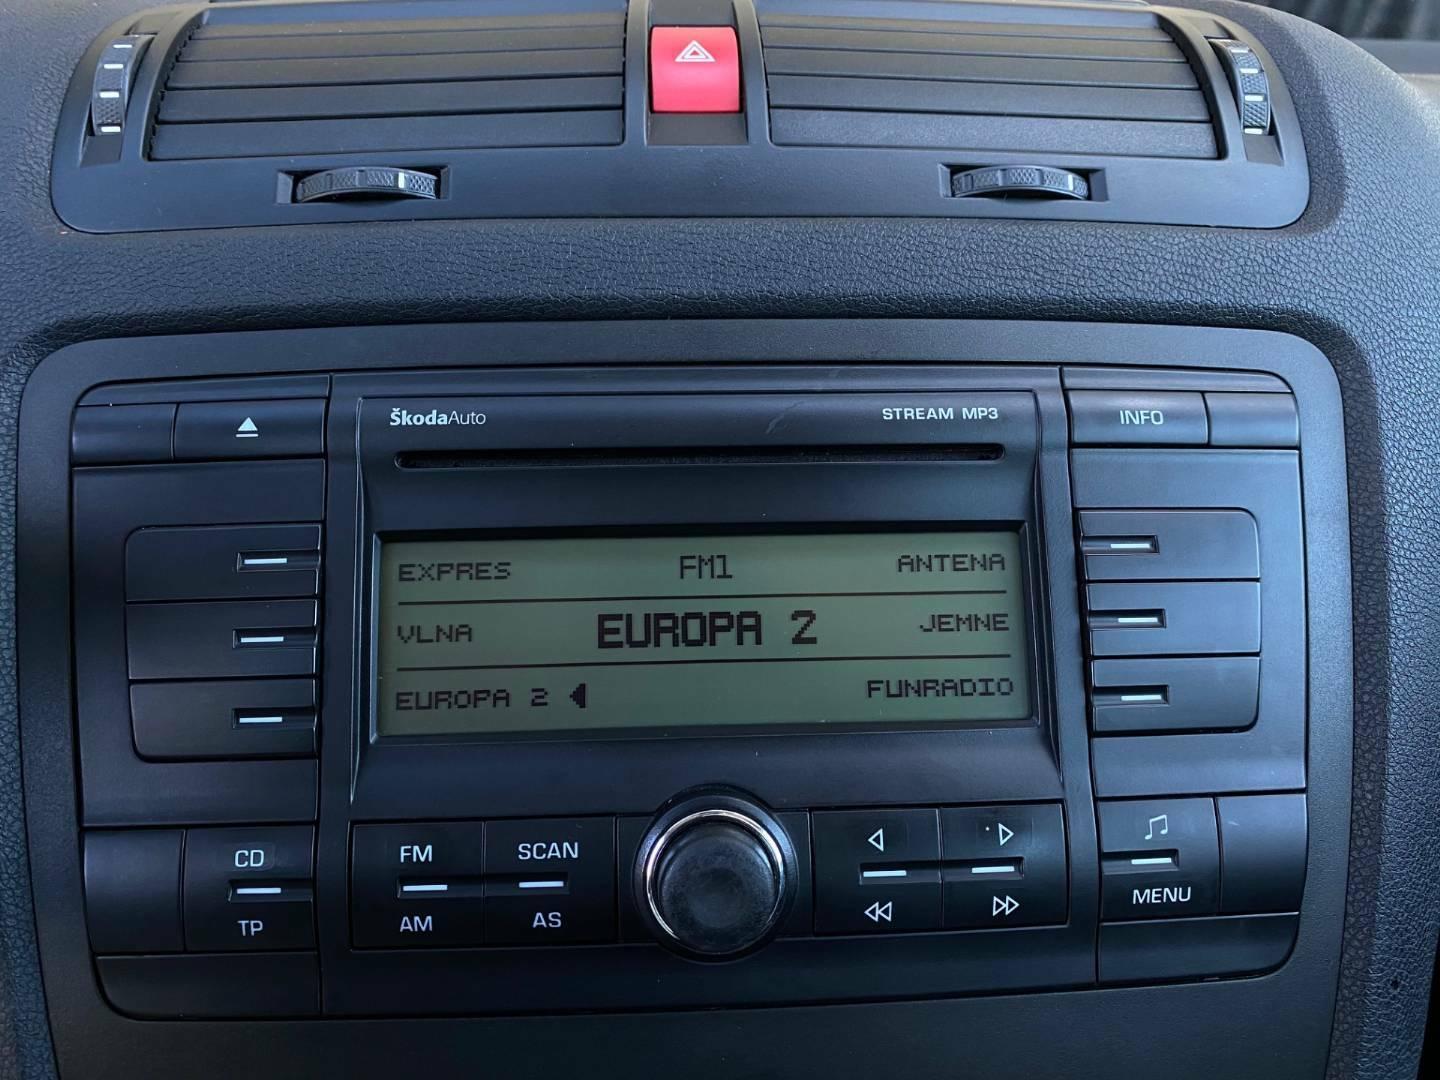 ŠkodaAuto STREAM MP3 INFO
EXPRES FM1 ANTENA
VLNA EUROPA 2 JEMNE
EUROPA 2 FUNRADIO
CD FM SCAN
TP AM AS MENU